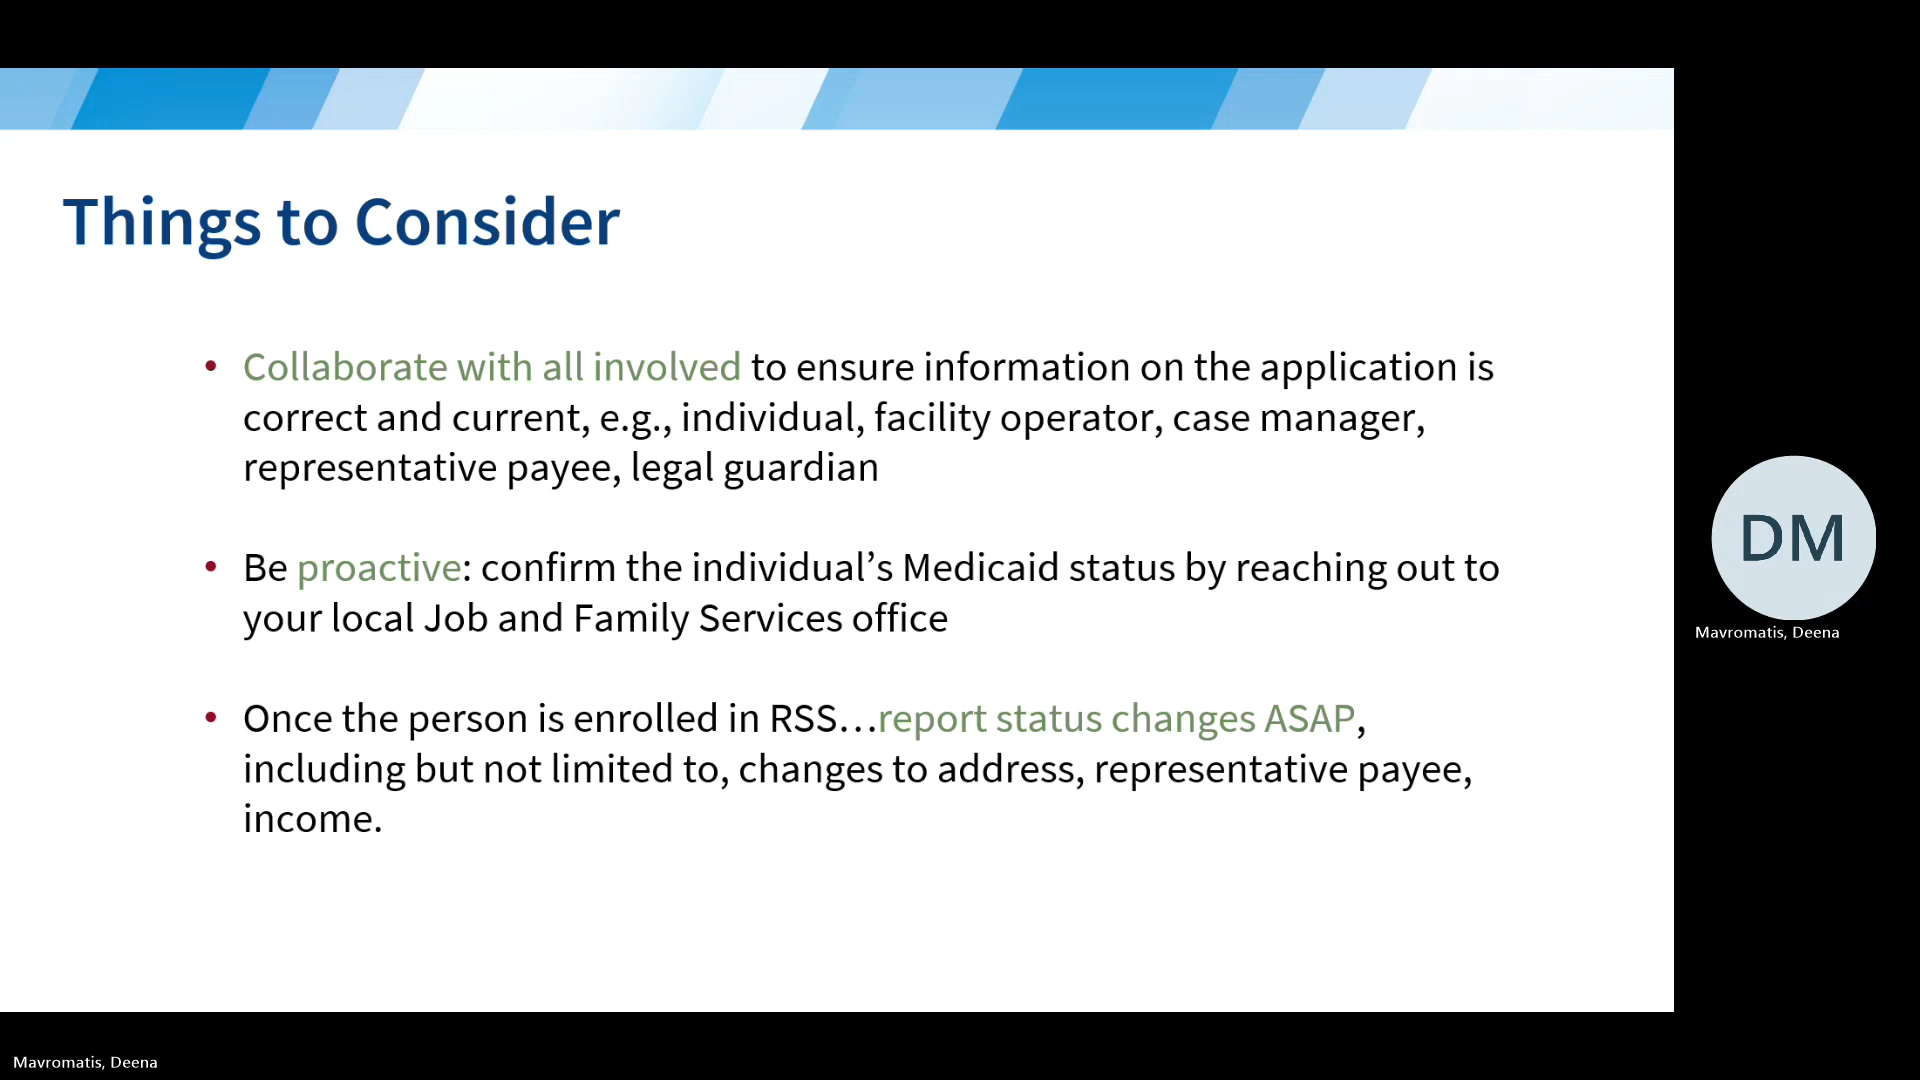 Things to Consider
• Collaborate with all involved to ensure information on the application is
correct and current, e.g., individual, facility operator, case manager,
representative payee, legal guardian
• Be proactive: confirm the individual’s Medicaid status by reaching out to
your local Job and Family Services office
• Once the person is enrolled in RSS…report status changes ASAP,
including but not limited to, changes to address, representative payee,
income.
DM
Mavromatis, Deena
Mavromatis, Deena